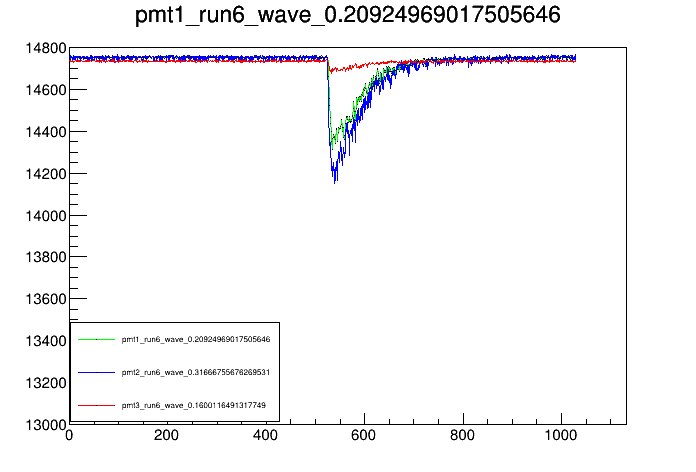 pmt1_run6_wave_0.20924969017505646
14800
14600
14400
14200
14000
13800
13600
13400
13200
13000
pmt1_run6_wave_0.20924969017505646
pmt2_run6_wave_0.31666755676269531
pmt3_run6_wave_0.1600116491317749
0 200 400 600 800 1000